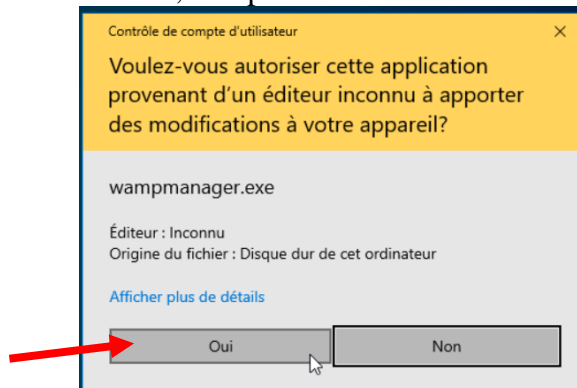 Contrôle de compte d'utilisateur
Voulez-vous autoriser cette application
provenant d'un éditeur inconnu à apporter
des modifications à votre appareil?
wampmanager.exe
Éditeur : Inconnu
Origine du fichier : Disque dur de cet ordinateur
Afficher plus de détails
Oui Non